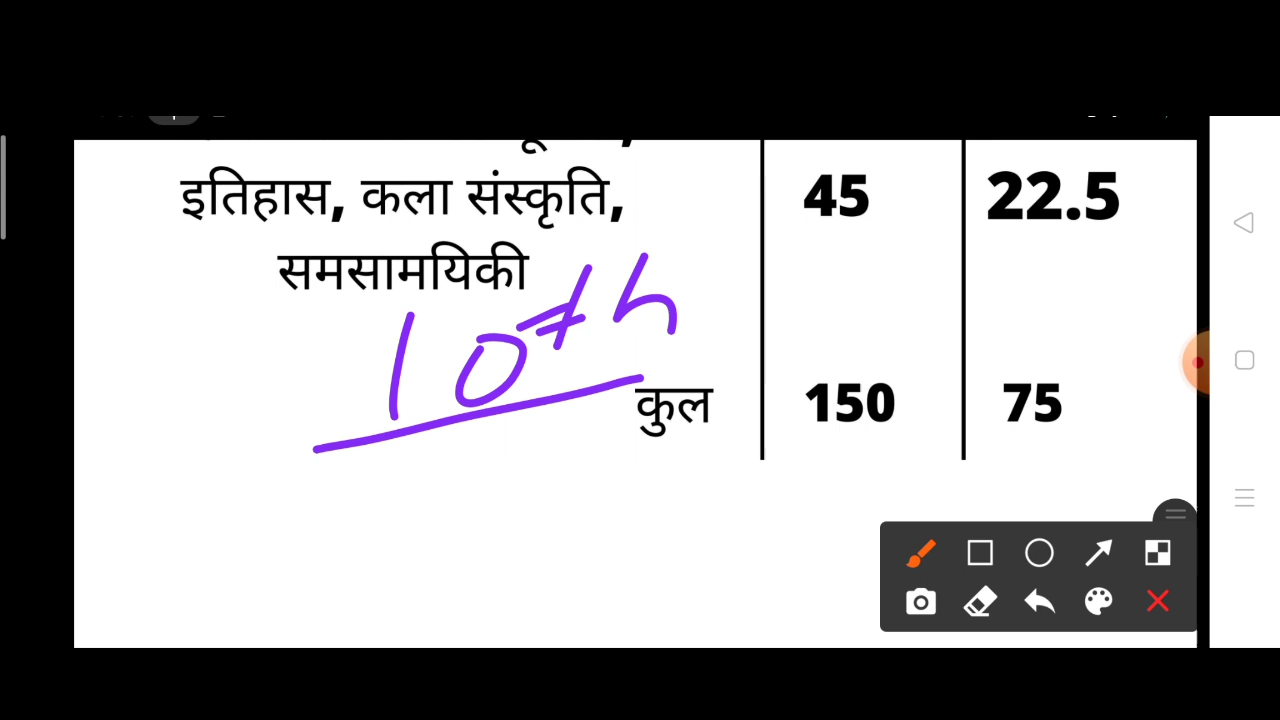 इतिहास, कला संस्कृति, 45 22.5
समसामयिकी
10th
कुल 150 75